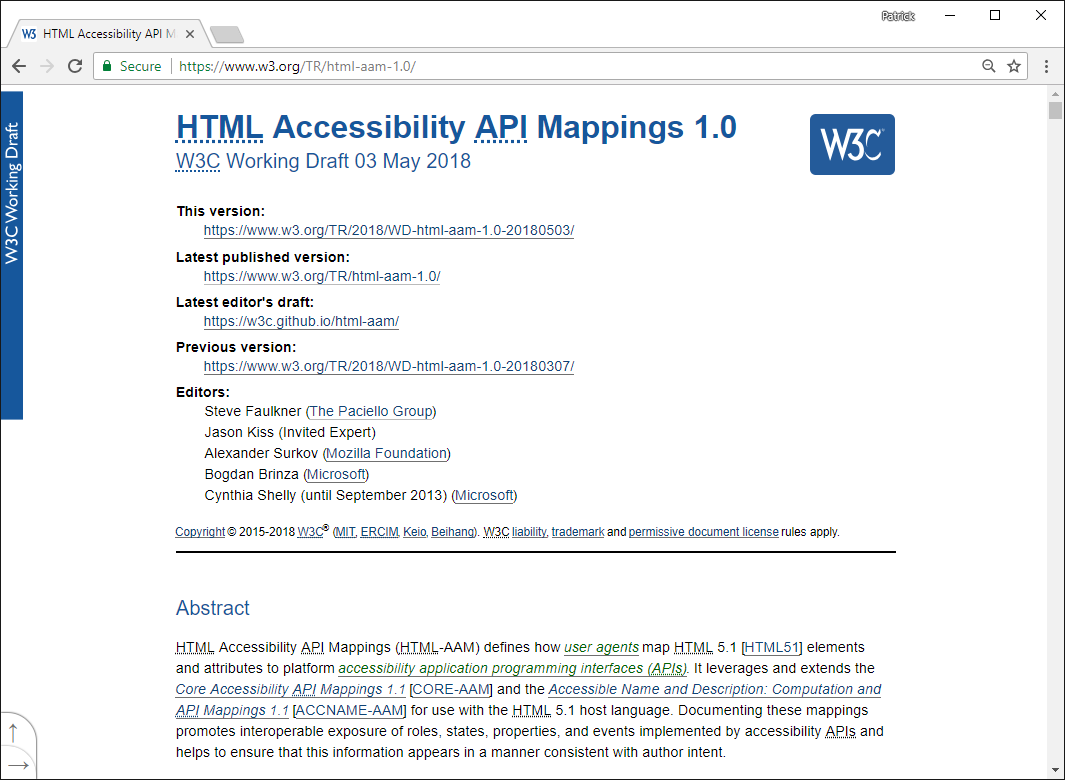 Patrick
W3 HTML Accessibility API M
Secure https://www.w3.org/TR/html-aam-1.0/
W3C Working Draft
HTML Accessibility API Mappings 1.0
W3C
W3C Working Draft 03 May 2018
This version:
https://www.w3.org/TR/2018/WD-html-aam-1.0-20180503/
Latest published version:
https://www.w3.org/TR/html-aam-1.0/
Latest editor's draft:
https://w3c.github.io/html-aam/
Previous version:
https://www.w3.org/TR/2018/WD-html-aam-1.0-20180307/
Editors:
Steve Faulkner (The Paciello Group)
Jason Kiss (Invited Expert)
Alexander Surkov (Mozilla Foundation)
Bogdan Brinza (Microsoft)
Cynthia Shelly (until September 2013) (Microsoft)
Copyright © 2015-2018 W3C® (MIT, ERCIM, Keio, Beihang). W3C liability, trademark and permissive document license rules apply.
Abstract
HTML Accessibility API Mappings (HTML-AAM) defines how user agents map HTML 5.1 [HTML51] elements
and attributes to platform accessibility application programming interfaces (APIs). It leverages and extends the
Core Accessibility API Mappings 1.1 [CORE-AAM] and the Accessible Name and Description: Computation and
API Mappings 1.1 [ACCNAME-AAM] for use with the HTML 5.1 host language. Documenting these mappings
promotes interoperable exposure of roles, states, properties, and events implemented by accessibility APIs and
helps to ensure that this information appears in a manner consistent with author intent.